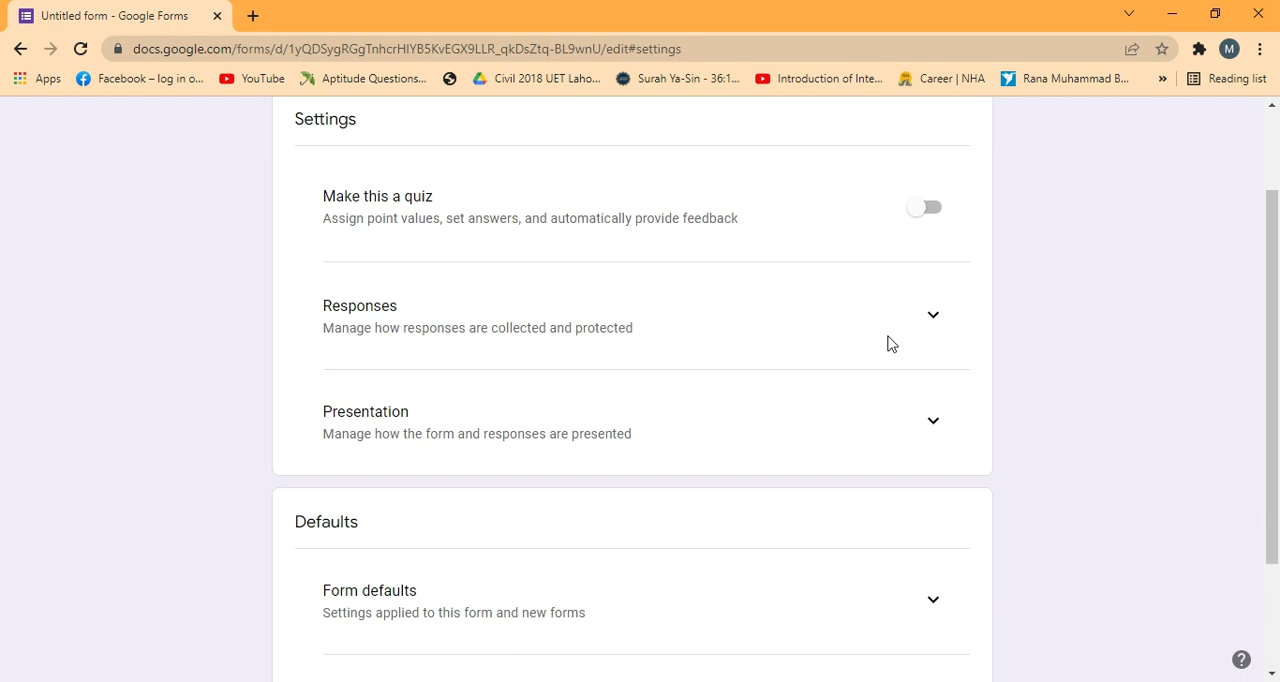 Untitled form - Google Forms
docs.google.com/forms/d/1yQDSygRGgTnhcrHIYB5KvEGX9LLR_qkDsZtq-BL9wnU/edit#settings
M
Apps Facebook – log in o... YouTube Aptitude Questions... Civil 2018 UET Laho... Surah Ya-Sin - 36:1... Introduction of Inte... Career | NHA Rana Muhammad B... » Reading list
Settings
Make this a quiz
Assign point values, set answers, and automatically provide feedback
Responses
Manage how responses are collected and protected
Presentation
Manage how the form and responses are presented
Defaults
Form defaults
Settings applied to this form and new forms